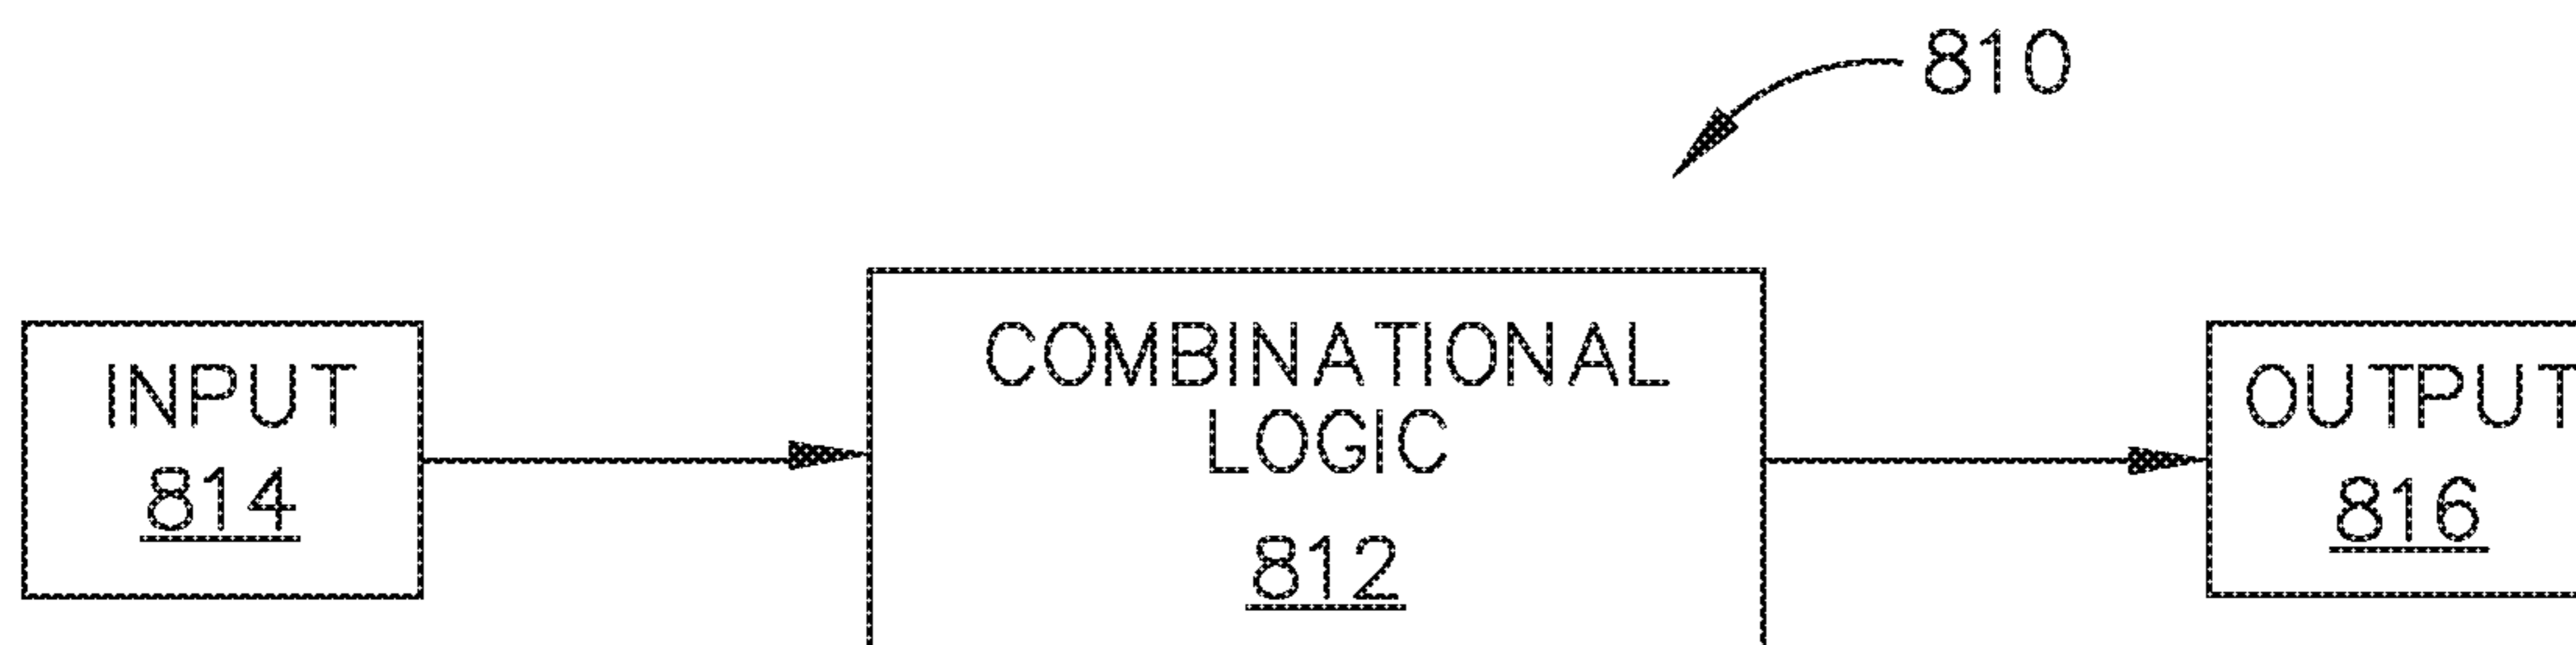 810
INPUT
814
COMBINATIONAL
LOGIC
812
OUTPUT
816